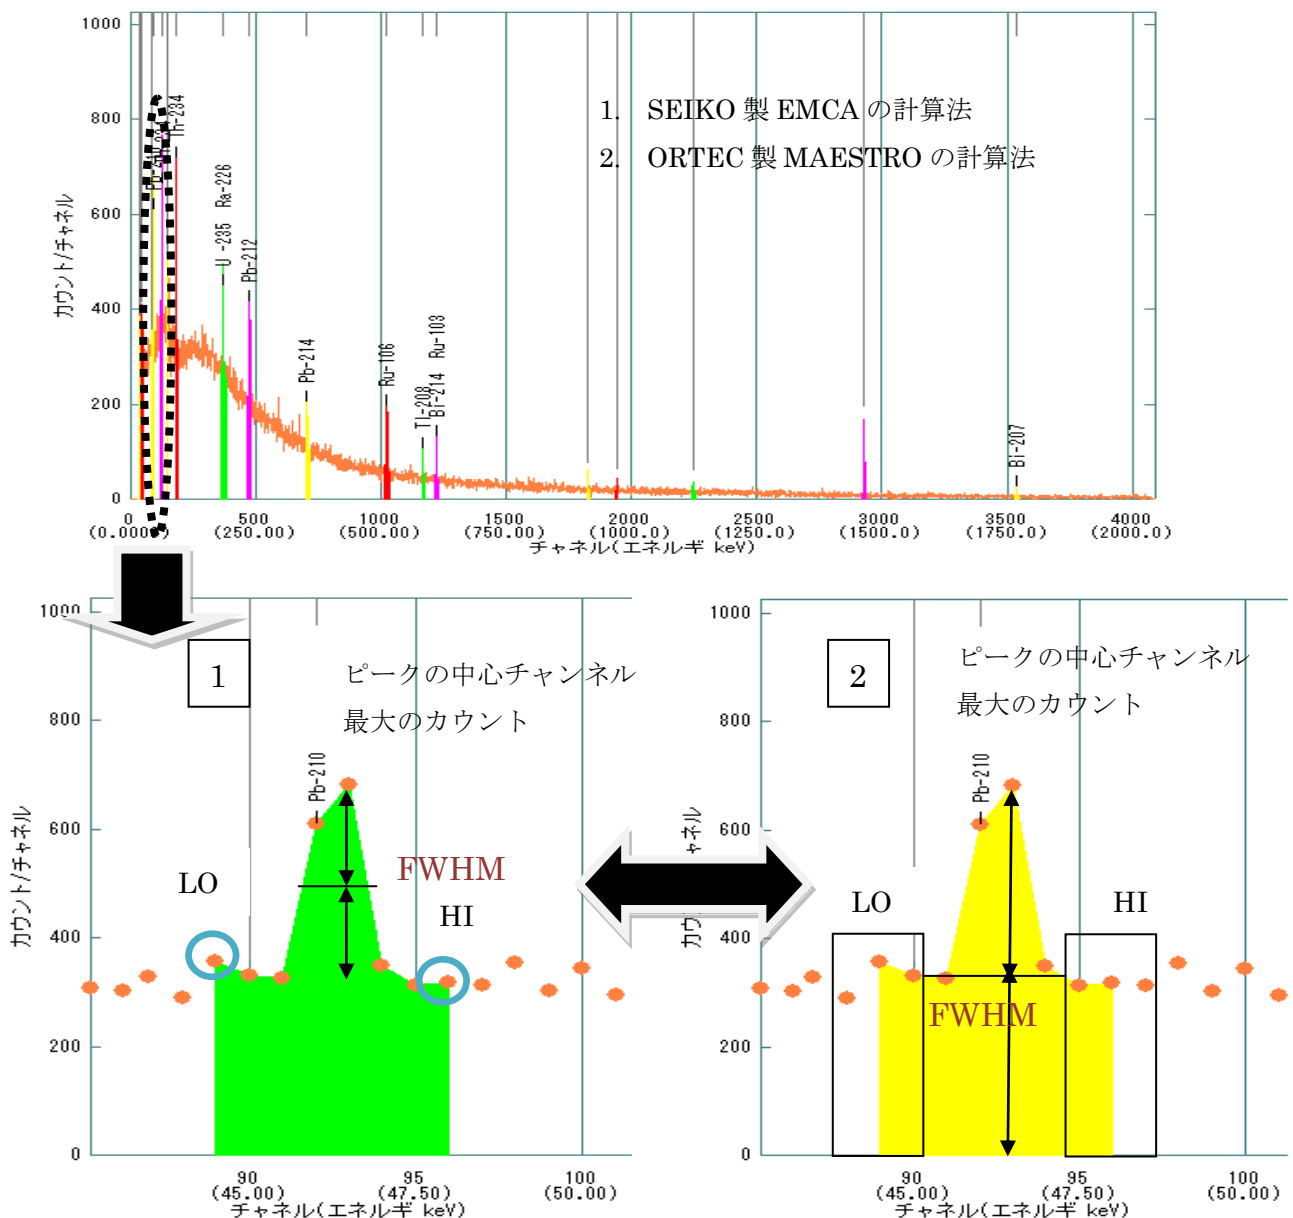 1000
800
600
400
200
0
カウント/チャネル
Th-234
U -235 Ra-226
Pb-212
Pb-214
Ru-106
Tl-208
Bi-214 Ru-103
Bi-207
1. SEIKO 製 EMCA の計算法
2. ORTEC 製 MAESTRO の計算法
0 500 1000 1500 2000 2500 3000 3500 4000
(250.0) (500.0) (750.00) (1000.0) (1250.0) (1500.0) (1750.0) (2000.0)
チャネル(エネルギ keV)
1
ピークの中心チャンネル
最大のカウント
1000
800
600
400
200
0
カウント/チャネル
Pb-210
FWHM
LO
HI
90 95 100
(45.00) (47.50) (50.00)
チャネル(エネルギ keV)
2
ピークの中心チャンネル
最大のカウント
1000
800
600
400
200
0
Pb-210
LO
HI
FWHM
90 95 100
(45.00) (47.50) (50.00)
チャネル(エネルギ keV)